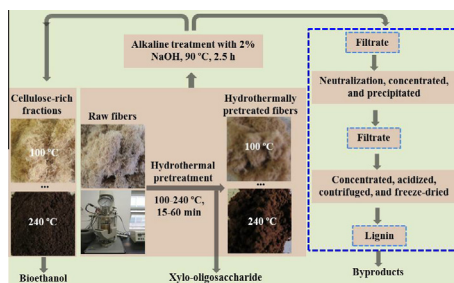 Alkaline treatment with 2%
NaOH, 90 °C, 2.5 h
Filtrate
Neutralization, concentrated,
and precipitated
Filtrate
Concentrated, acidized,
centrifuged, and freeze-dried
Lignin
Byproducts
Cellulose-rich
fractions
100 °C
...
240 °C
Bioethanol
Raw fibers
Hydrothermal
pretreatment
100-240 °C,
15-60 min
Xylo-oligosaccharide
Hydrothermally
pretreated fibers
100 °C
...
240 °C